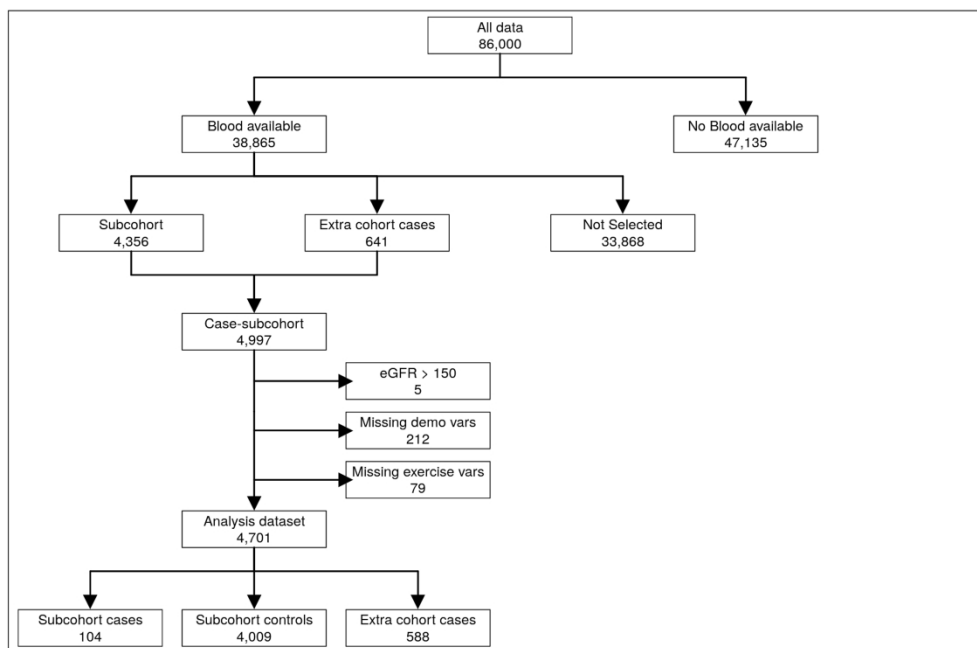 All data
86,000
Blood available
38,865
No Blood available
47,135
Subcohort
4,356
Extra cohort cases
641
Not Selected
33,868
Case-subcohort
4,997
eGFR > 150
5
Missing demo vars
212
Missing exercise vars
79
Analysis dataset
4,701
Subcohort cases
104
Subcohort controls
4,009
Extra cohort cases
588